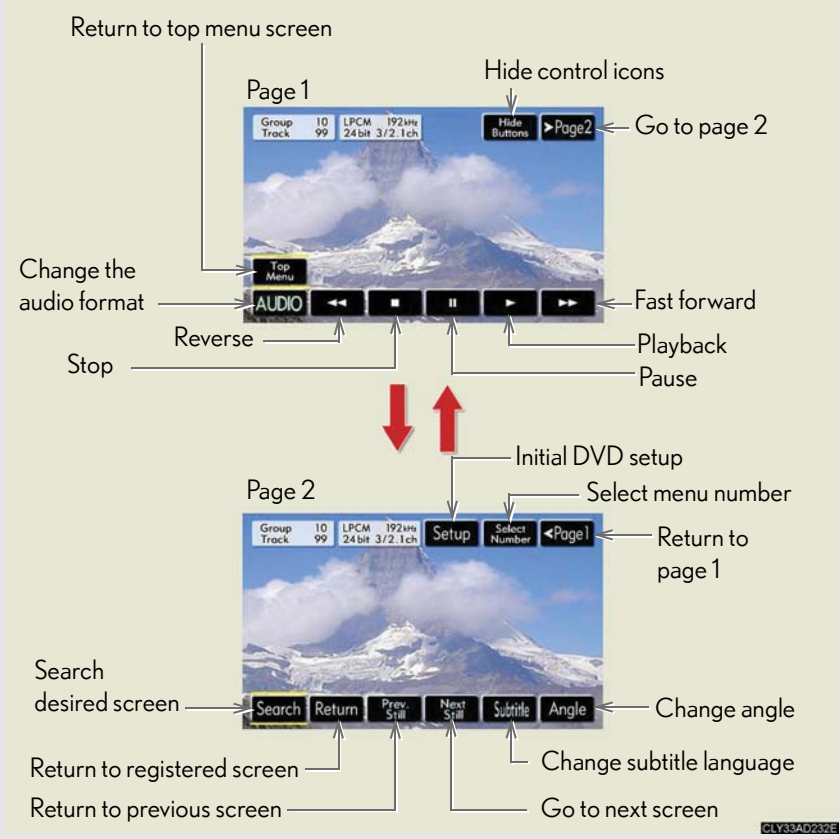 Return to top menu screen
Hide control icons
Page 1
Group 10
Track 99
LPCM 192kHz
24bit 3/2.1ch
Hide
Buttons
>Page2
Go to page 2
Top
Menu
Change the
audio format
AUDIO
Fast forward
Reverse
Playback
Stop
Pause
Initial DVD setup
Page 2
Select menu number
Group 10
Track 99
LPCM 192kHz
24bit 3/2.1ch
Setup
Select
Number
<Page1
Return to
page 1
Search
desired screen
Search
Return
Prev.
Still
Next
Still
Subtitle
Angle
Change angle
Return to registered screen
Change subtitle language
Return to previous screen
Go to next screen
CLY33AD232E